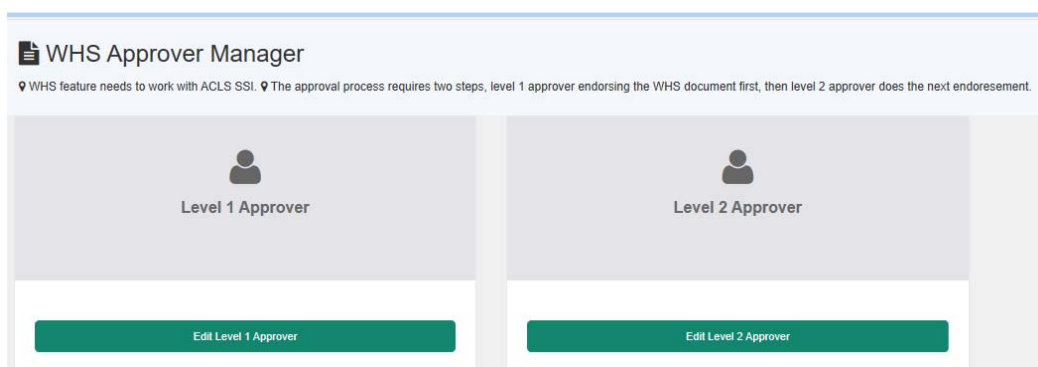 WHS Approver Manager
WHS feature needs to work with ACLS SSI. The approval process requires two steps, level 1 approver endorsing the WHS document first, then level 2 approver does the next endoresement.
Level 1 Approver
Level 2 Approver
Edit Level 1 Approver
Edit Level 2 Approver